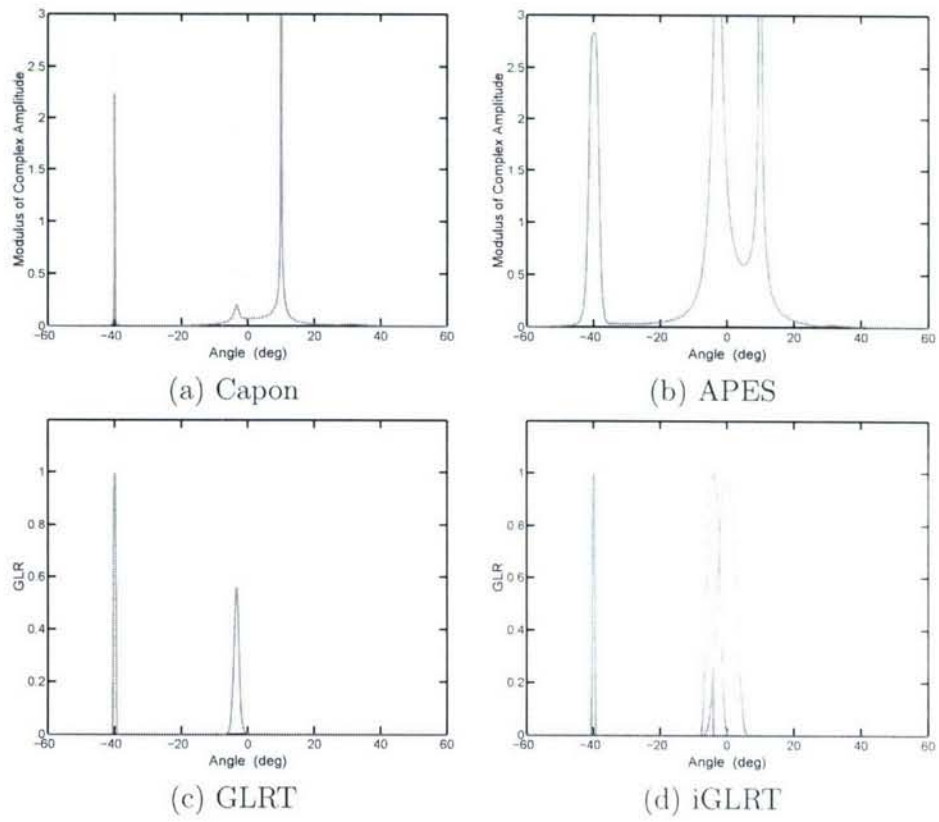 3
2.5
2
1.5
1
0.5
0
Modulus of Complex Amplitude
−60 −40 −20 0 20 40 60
Angle (deg)
(a) Capon
3
2.5
2
1.5
1
0.5
0
Modulus of Complex Amplitude
−60 −40 −20 0 20 40 60
Angle (deg)
(b) APES
1
0.8
0.6
0.4
0.2
0
GLR
−60 −40 −20 0 20 40 60
Angle (deg)
(c) GLRT
1
0.8
0.6
0.4
0.2
0
GLR
−60 −40 −20 0 20 40 60
Angle (deg)
(d) iGLRT